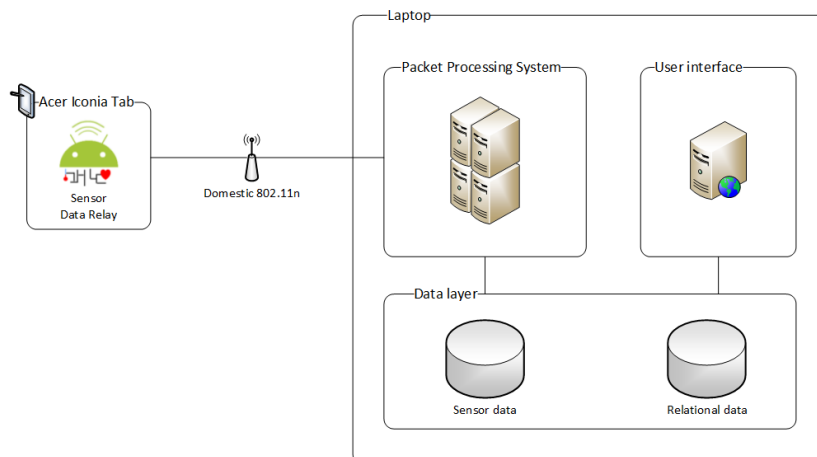 Laptop
Packet Processing System
User interface
Acer Iconia Tab
Sensor
Data Relay
Domestic 802.11n
Data layer
Sensor data
Relational data